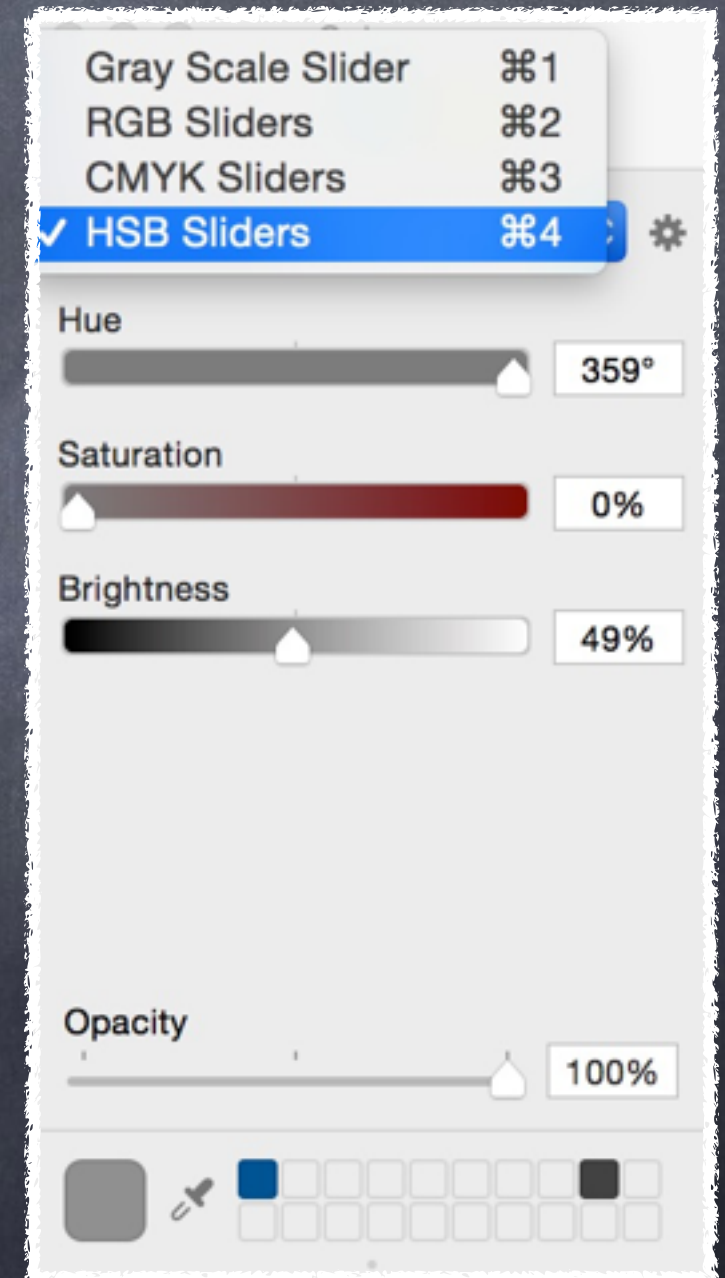 Gray Scale Slider ⌘1
RGB Sliders ⌘2
CMYK Sliders ⌘3
✓ HSB Sliders ⌘4
Hue
359°
Saturation
0%
Brightness
49%
Opacity
100%